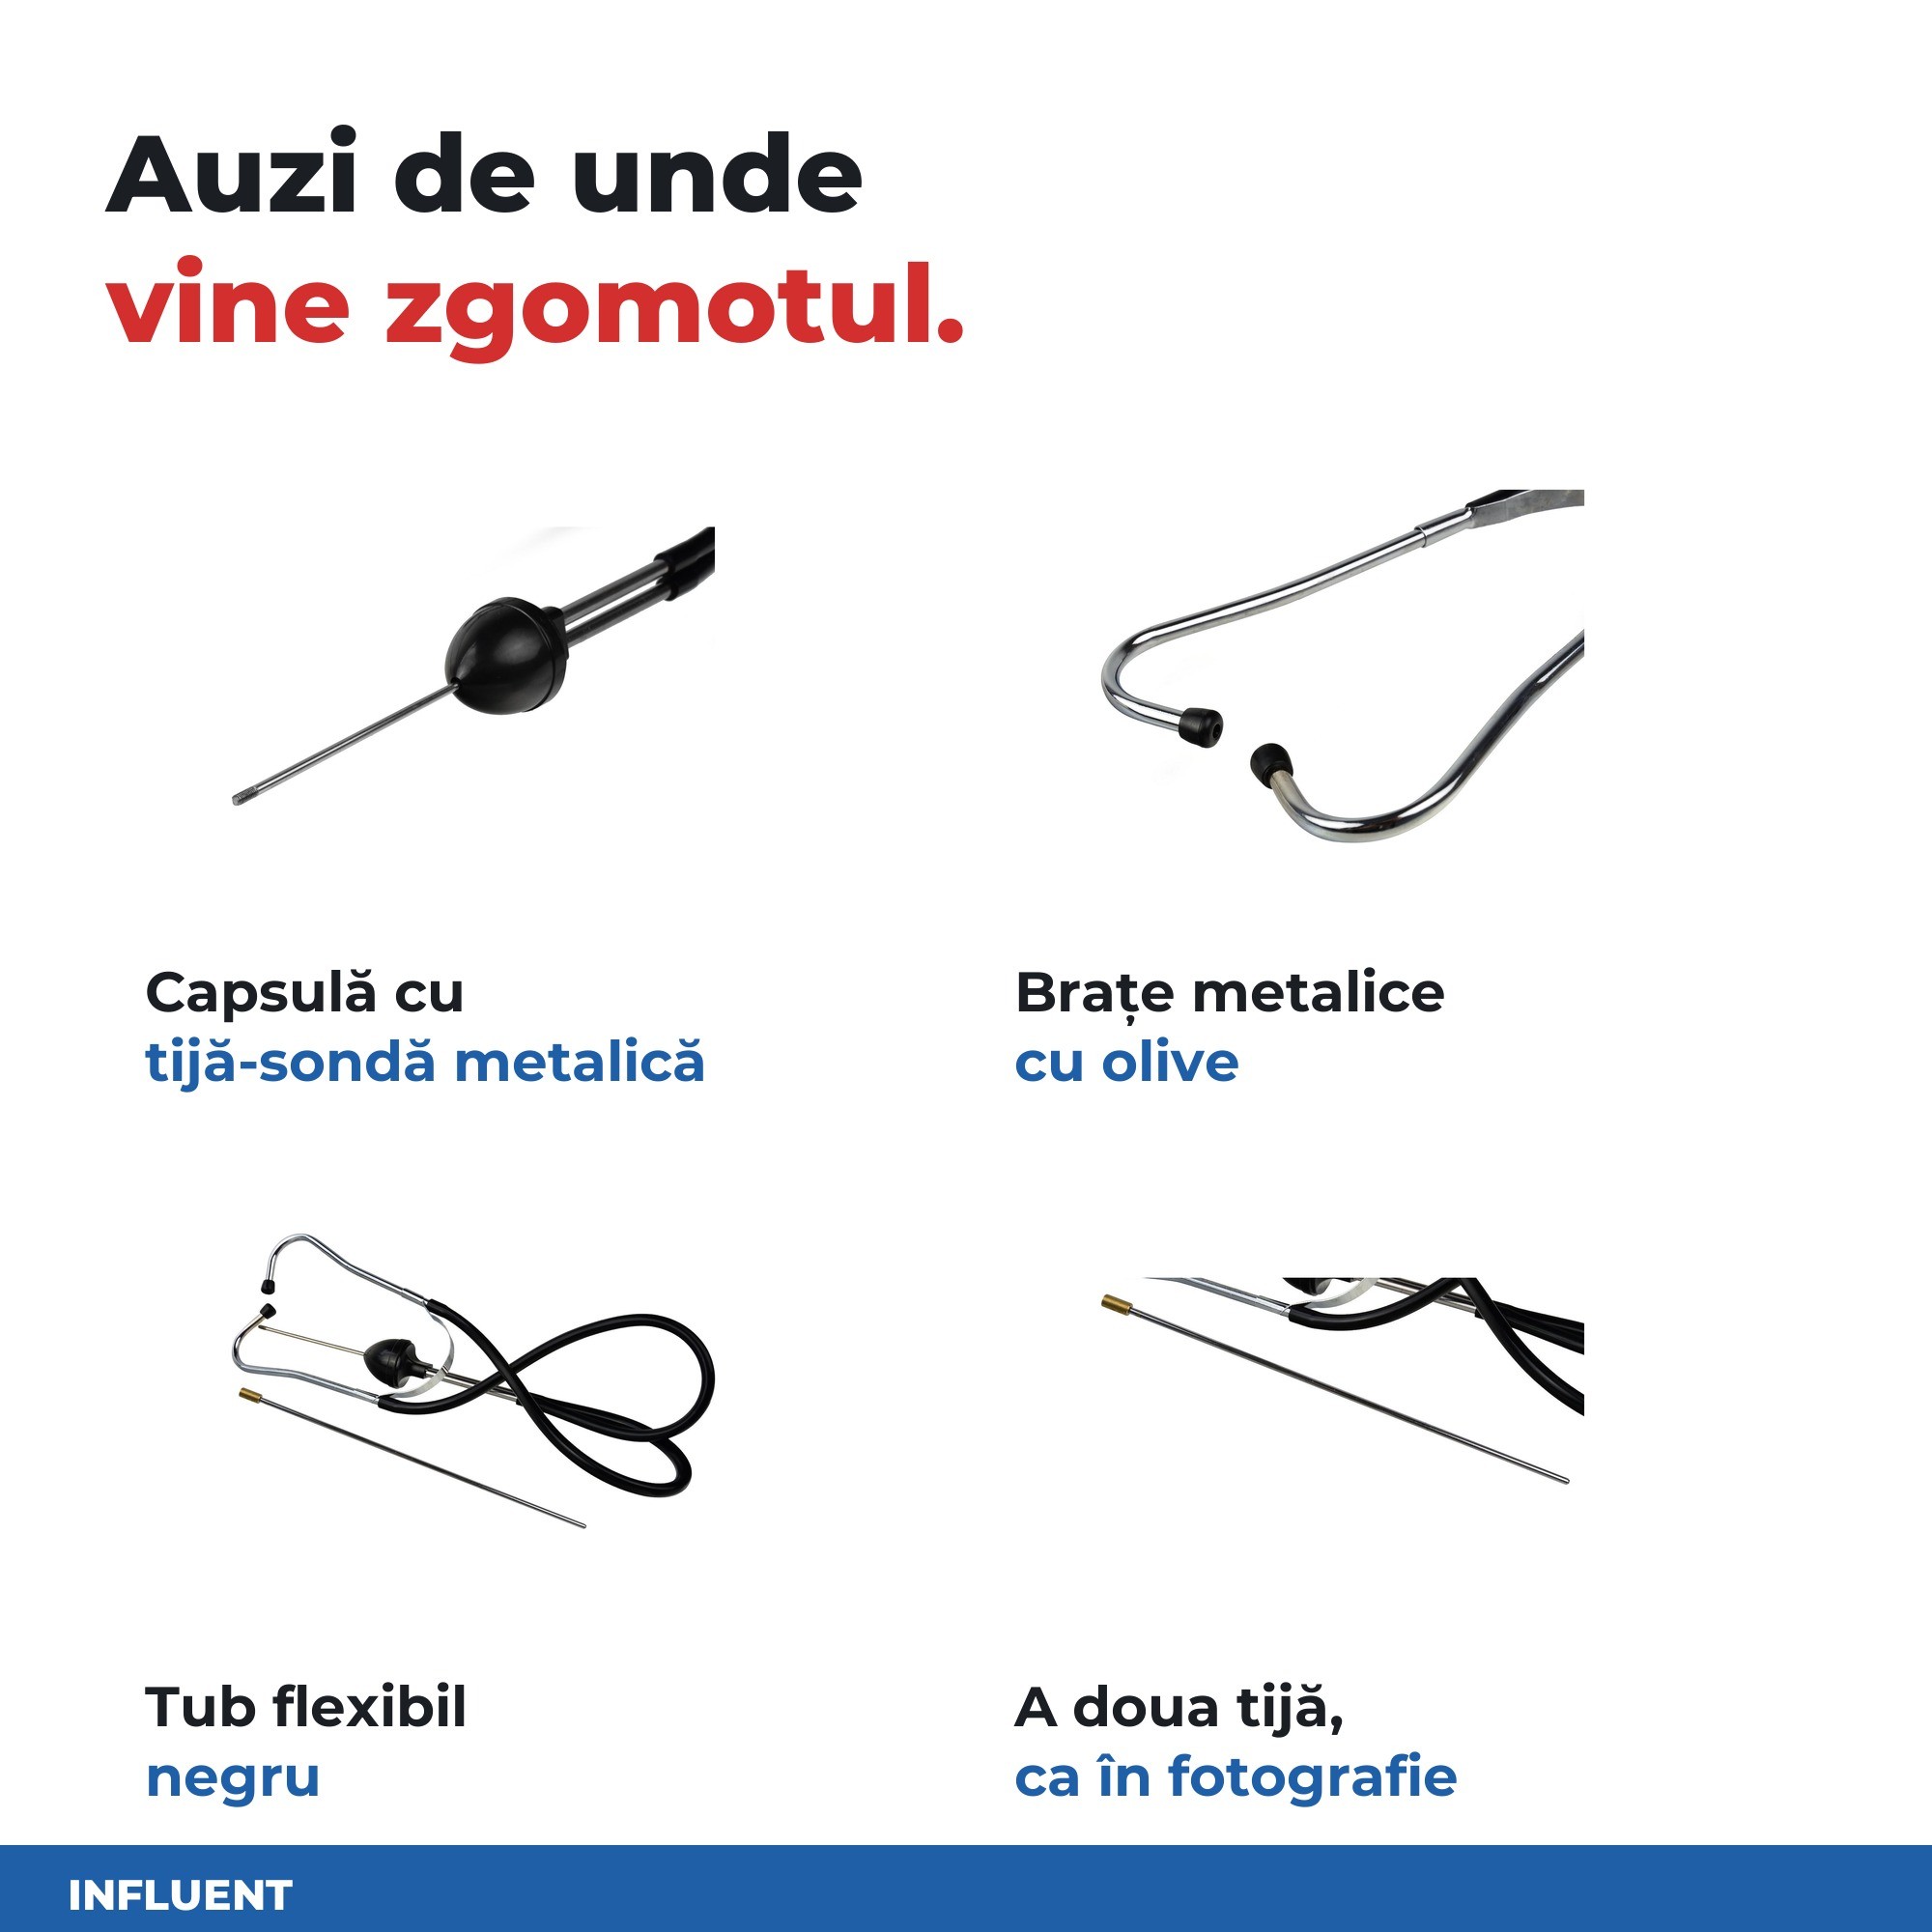 Auzi de unde
vine zgomotul.
Capsulă cu
tijă-sondă metalică
Brațe metalice
cu olive
Tub flexibil
negru
A doua tijă,
ca în fotografie
INFLUENT